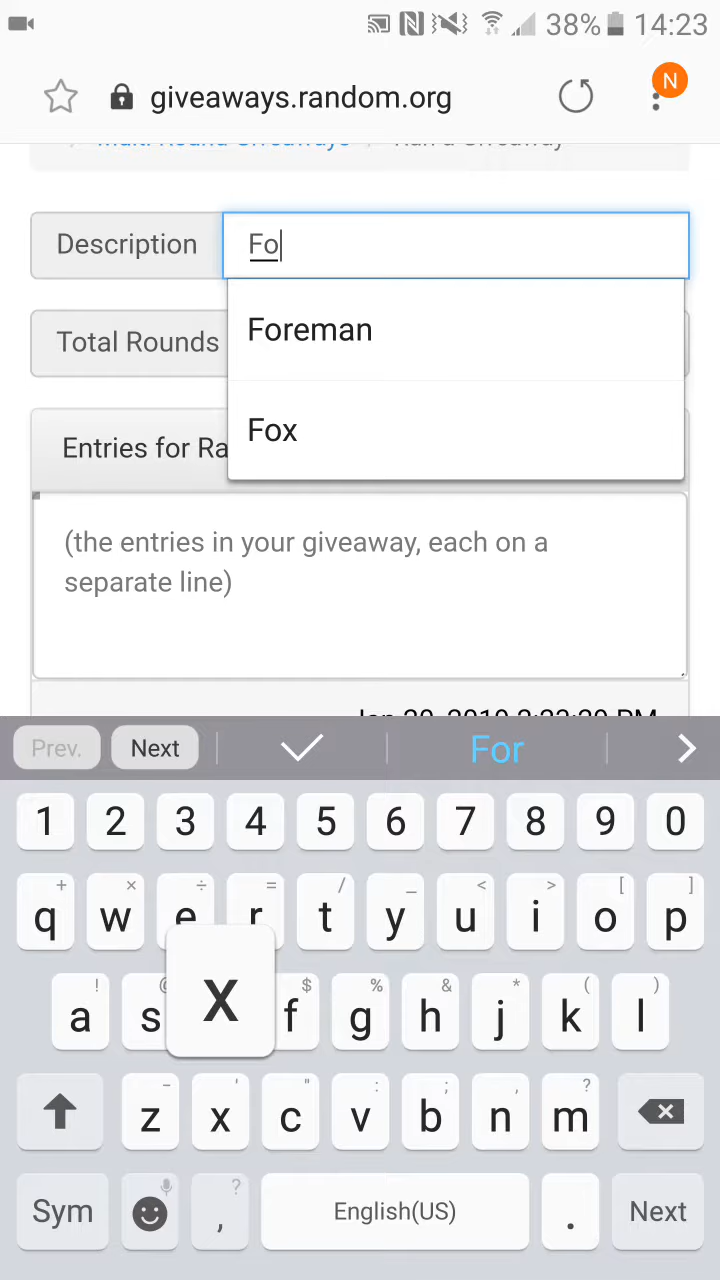 38% 14:23
giveaways.random.org
N
Description Fo
Foreman
Total Rounds
Fox
Entries for Ra
(the entries in your giveaway, each on a
separate line)
Prev. Next For
1 2 3 4 5 6 7 8 9 0
+ × ÷ = / _ < > [ ]
q w e r t y u i o p
! $ % & * ( )
a s X f g h j k l
- ' " : ; , ?
z x c v b n m
?
Sym , English(US) . Next